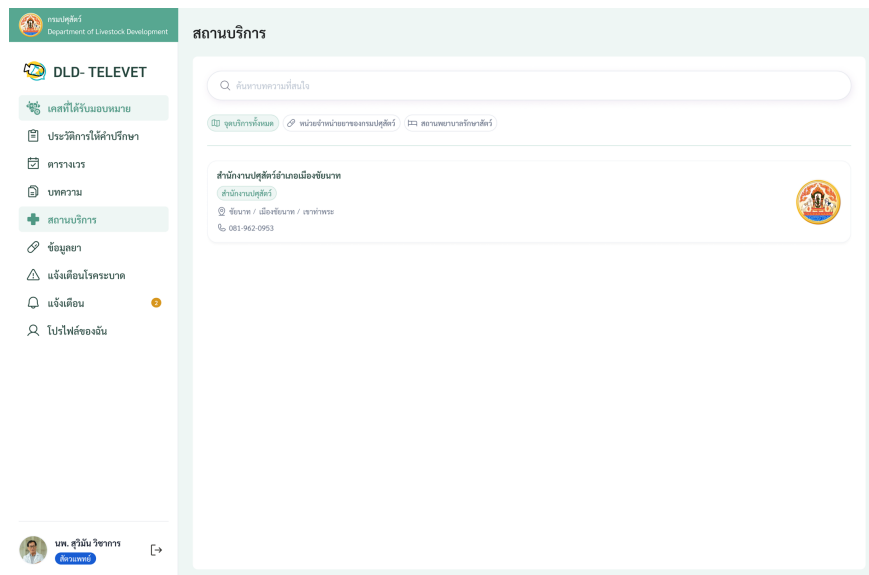 กรมปศุสัตว์
Department of Livestock Development
DLD- TELEVET
เคสที่ได้รับมอบหมาย
ประวัติการให้คำปรึกษา
ตารางเวร
บทความ
สถานบริการ
ข้อมูลยา
แจ้งเตือนโรคระบาด
แจ้งเตือน 2
โปรไฟล์ของฉัน
นพ. สุวิมัน วิชาการ
สัตวแพทย์
สถานบริการ
ค้นหาบทความที่สนใจ
จุดบริการทั้งหมด หน่วยจำหน่ายยาของกรมปศุสัตว์ สถานพยาบาลรักษาสัตว์
สำนักงานปศุสัตว์อำเภอเมืองชัยนาท
สำนักงานปศุสัตว์
ชัยนาท / เมืองชัยนาท / เขาท่าพระ
081-962-0953